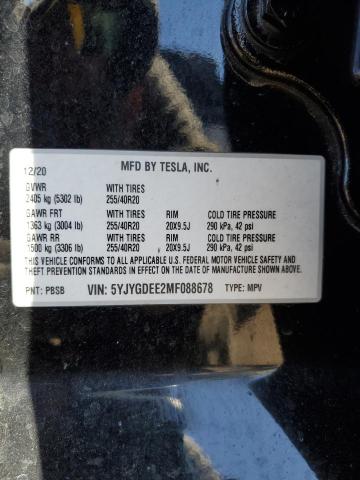 12/20 MFD BY TESLA, INC.
GVWR WITH TIRES
2405 kg (5302 lb) 255/40R20
GAWR FRT WITH TIRES RIM COLD TIRE PRESSURE
1363 kg (3004 lb) 255/40R20 20X9.5J 290 kPa, 42 psi
GAWR RR WITH TIRES RIM COLD TIRE PRESSURE
1500 kg (3306 lb) 255/40R20 20X9.5J 290 kPa, 42 psi
THIS VEHICLE CONFORMS TO ALL APPLICABLE U.S. FEDERAL MOTOR VEHICLE SAFETY AND
THEFT PREVENTION STANDARDS IN EFFECT ON THE DATE OF MANUFACTURE SHOWN ABOVE.
PNT: PBSB VIN: 5YJYGDEE2MF088678 TYPE: MPV